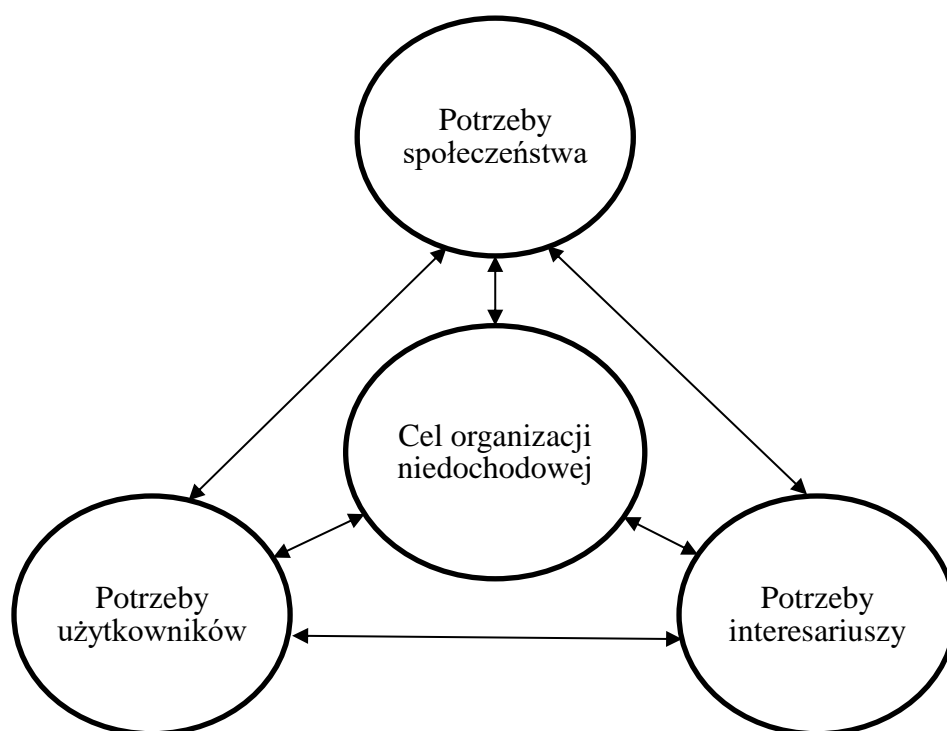 Potrzeby
społeczeństwa
Cel organizacji
niedochodowej
Potrzeby
użytkowników
Potrzeby
interesariuszy